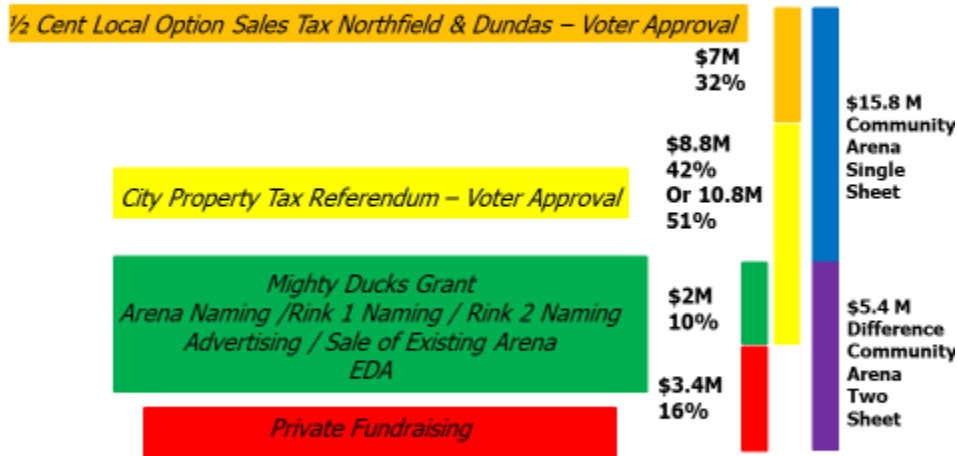 ½ Cent Local Option Sales Tax Northfield & Dundas – Voter Approval
$7M
32%
$15.8 M
Community
Arena
Single
Sheet
$8.8M
42%
Or 10.8M
51%
City Property Tax Referendum – Voter Approval
Mighty Ducks Grant
Arena Naming /Rink 1 Naming / Rink 2 Naming
Advertising / Sale of Existing Arena
EDA
$2M
10%
$5.4 M
Difference
Community
Arena
Two
Sheet
$3.4M
16%
Private Fundraising